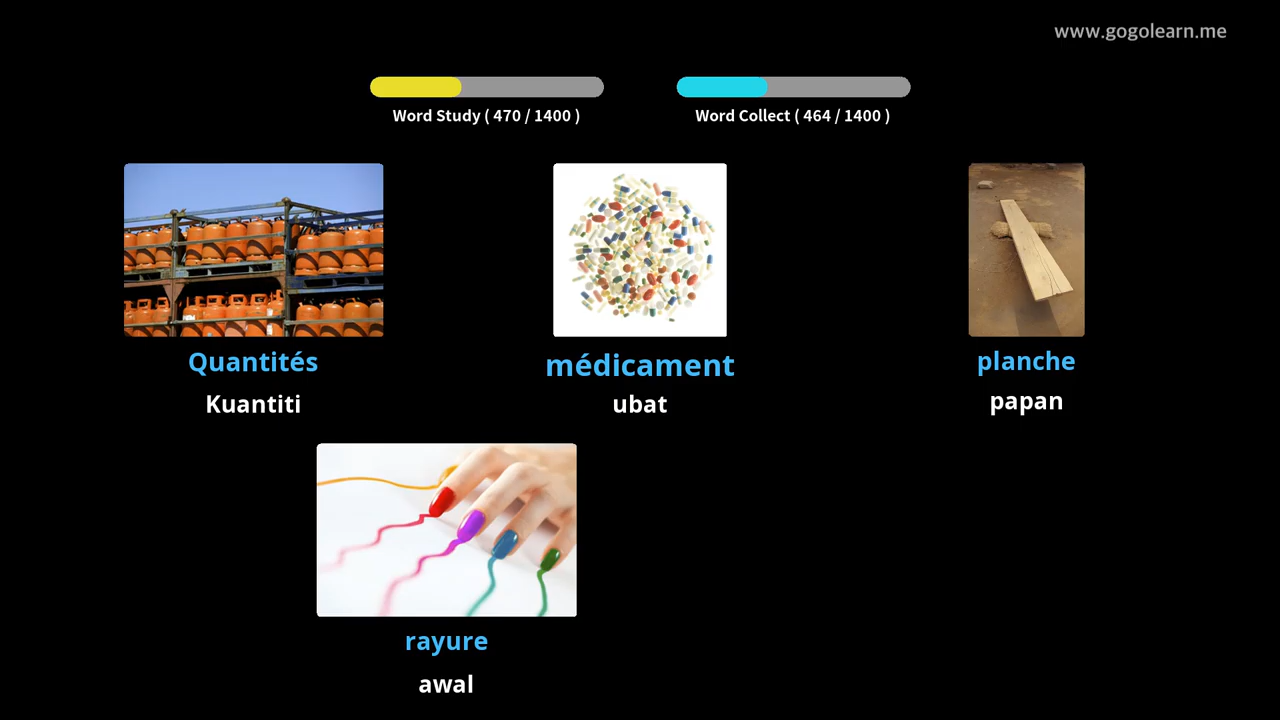 www.gogolearn.me
Word Study ( 470 / 1400 )
Word Collect ( 464 / 1400 )
Quantités
Kuantiti
médicament
ubat
planche
papan
rayure
awal